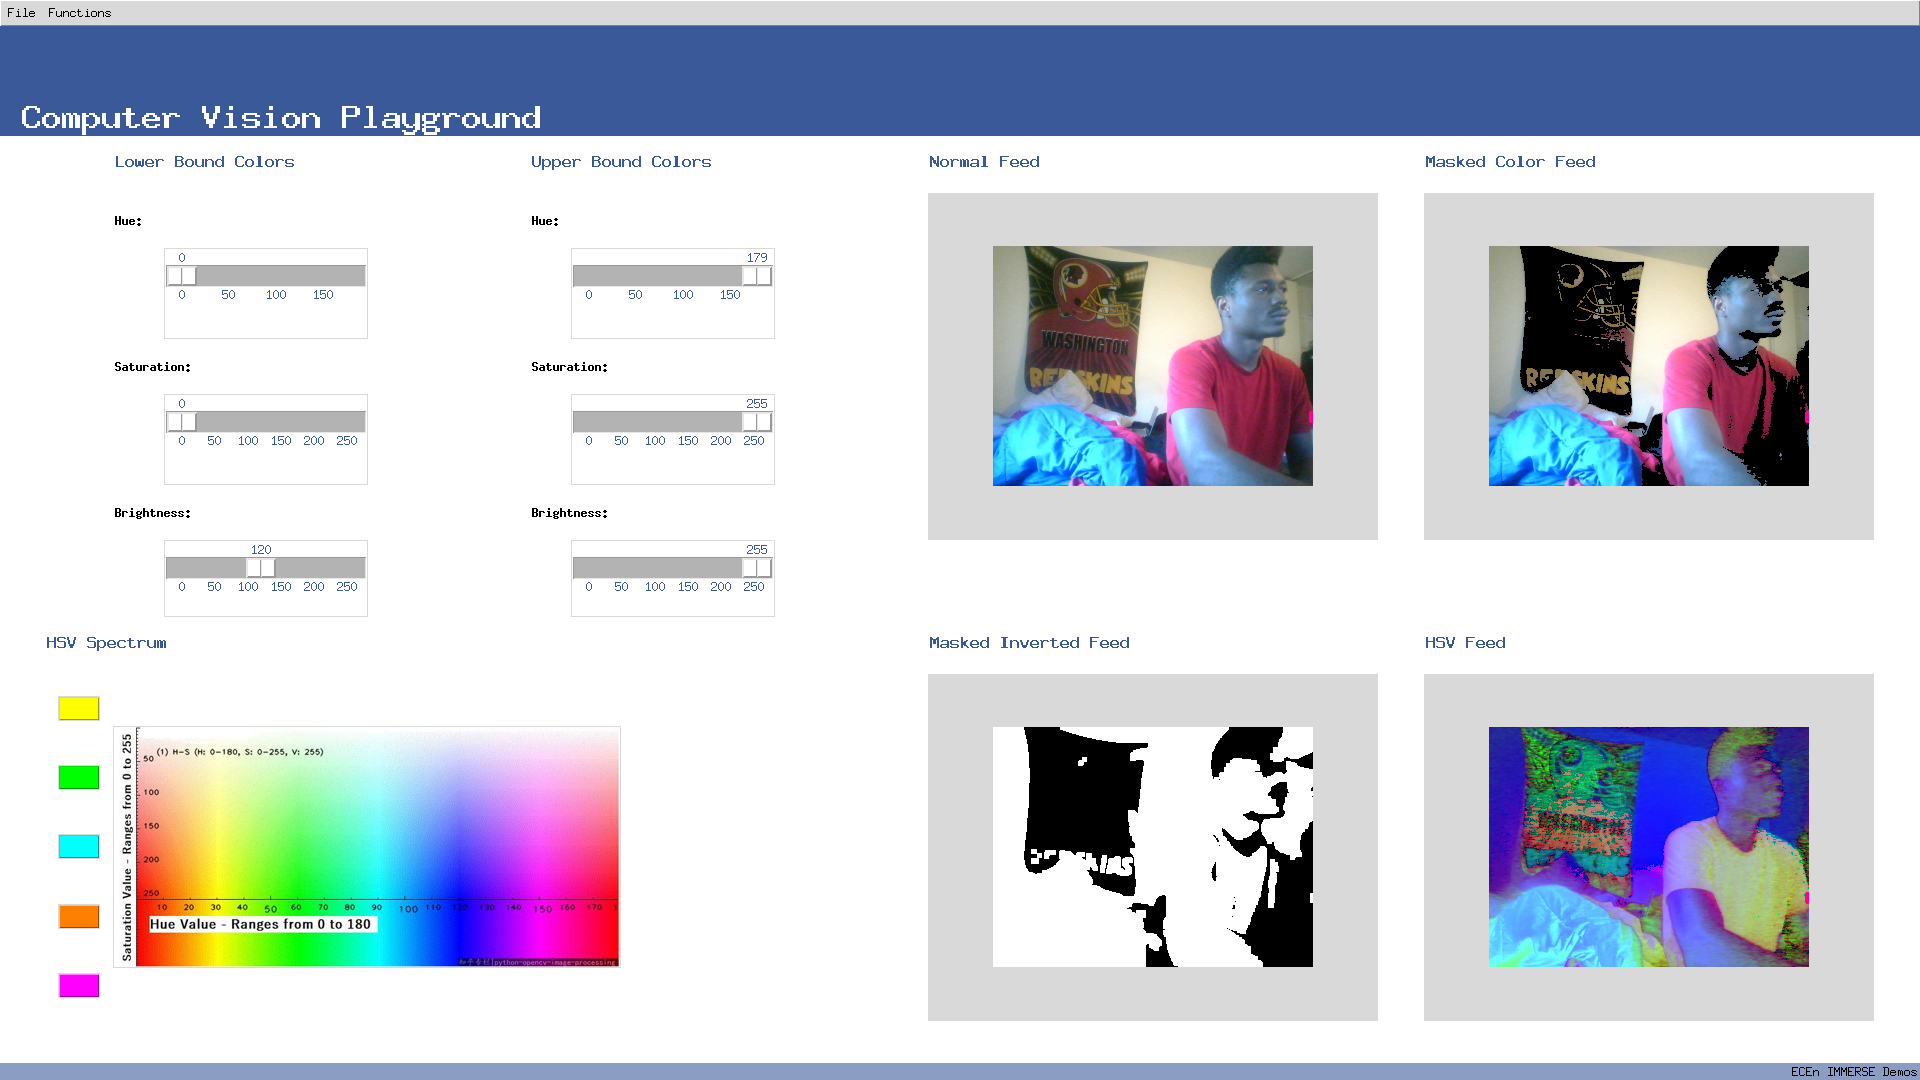 File Functions
Computer Vision Playground
Lower Bound Colors
Upper Bound Colors
Normal Feed
Masked Color Feed
Hue:
Hue:
0
179
0 50 100 150
0 50 100 150
WASHINGTON
REDSKINS
REDSKINS
Saturation:
Saturation:
0
255
0 50 100 150 200 250
0 50 100 150 200 250
Brightness:
Brightness:
120
255
0 50 100 150 200 250
0 50 100 150 200 250
HSV Spectrum
Masked Inverted Feed
HSV Feed
Saturation Value - Ranges from 0 to 255
(1) H-S (H: 0-180, S: 0-255, V: 255)
50
100
150
200
250
10 20 30 40 50 60 70 80 90 100 110 120 130 140 150 160 170 1
Hue Value - Ranges from 0 to 180
python-opencv-image-processing
WASHINGTON
ECEn IMMERSE Demos